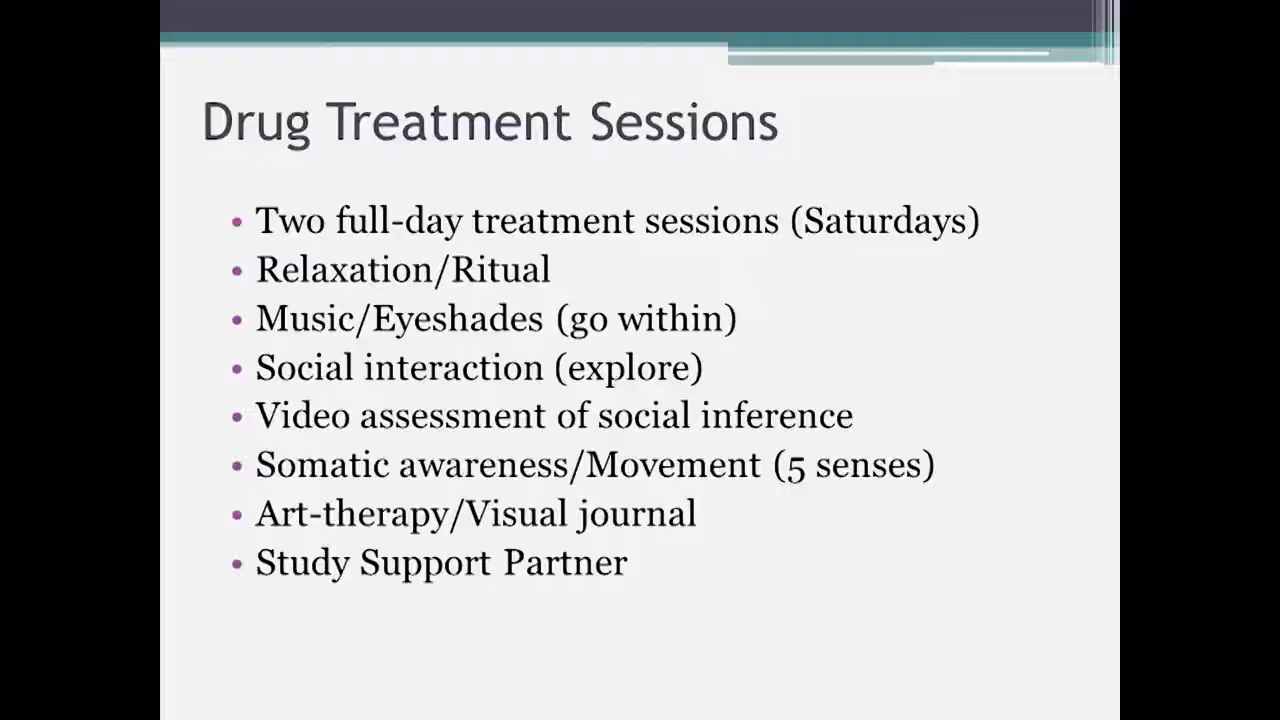 Drug Treatment Sessions
• Two full-day treatment sessions (Saturdays)
• Relaxation/Ritual
• Music/Eyeshades (go within)
• Social interaction (explore)
• Video assessment of social inference
• Somatic awareness/Movement (5 senses)
• Art-therapy/Visual journal
• Study Support Partner